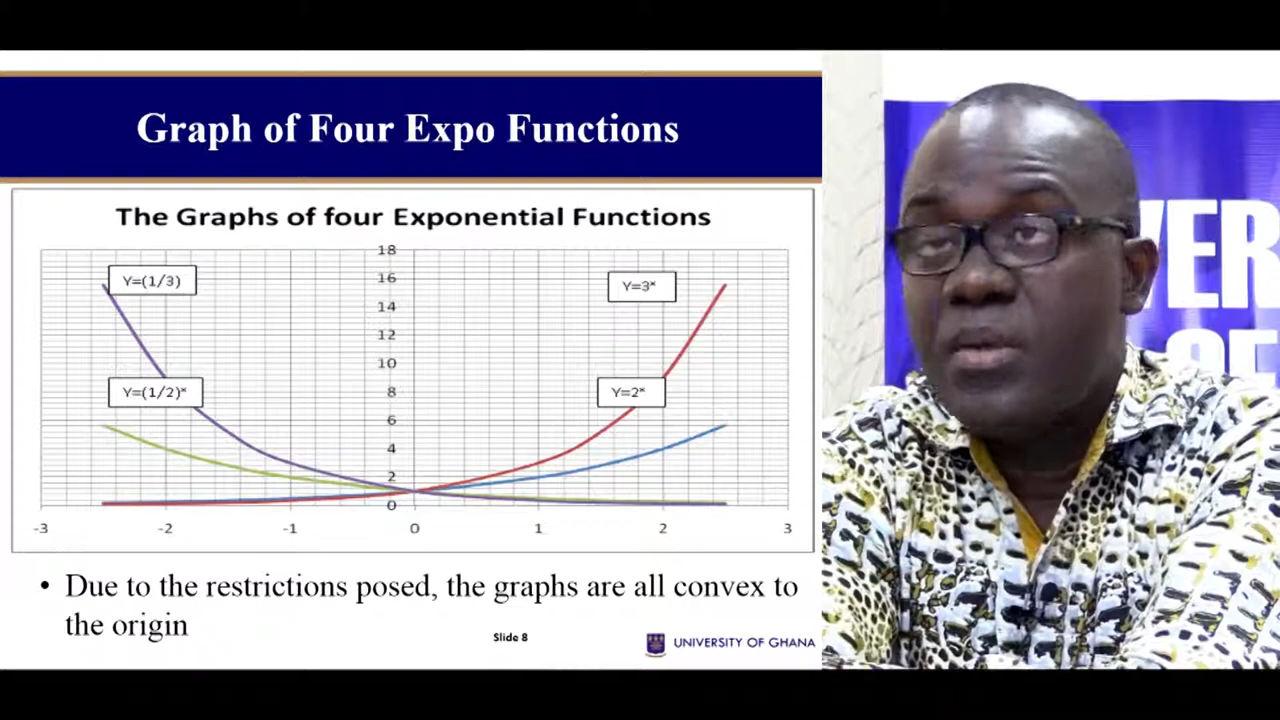 Graph of Four Expo Functions
The Graphs of four Exponential Functions
18
16
14
12
10
8
6
4
2
0
Y=(1/3)
Y=3ˣ
Y=(1/2)ˣ
Y=2ˣ
-3 -2 -1 0 1 2 3
• Due to the restrictions posed, the graphs are all convex to
the origin
Slide 8
UNIVERSITY OF GHANA
VER
OF